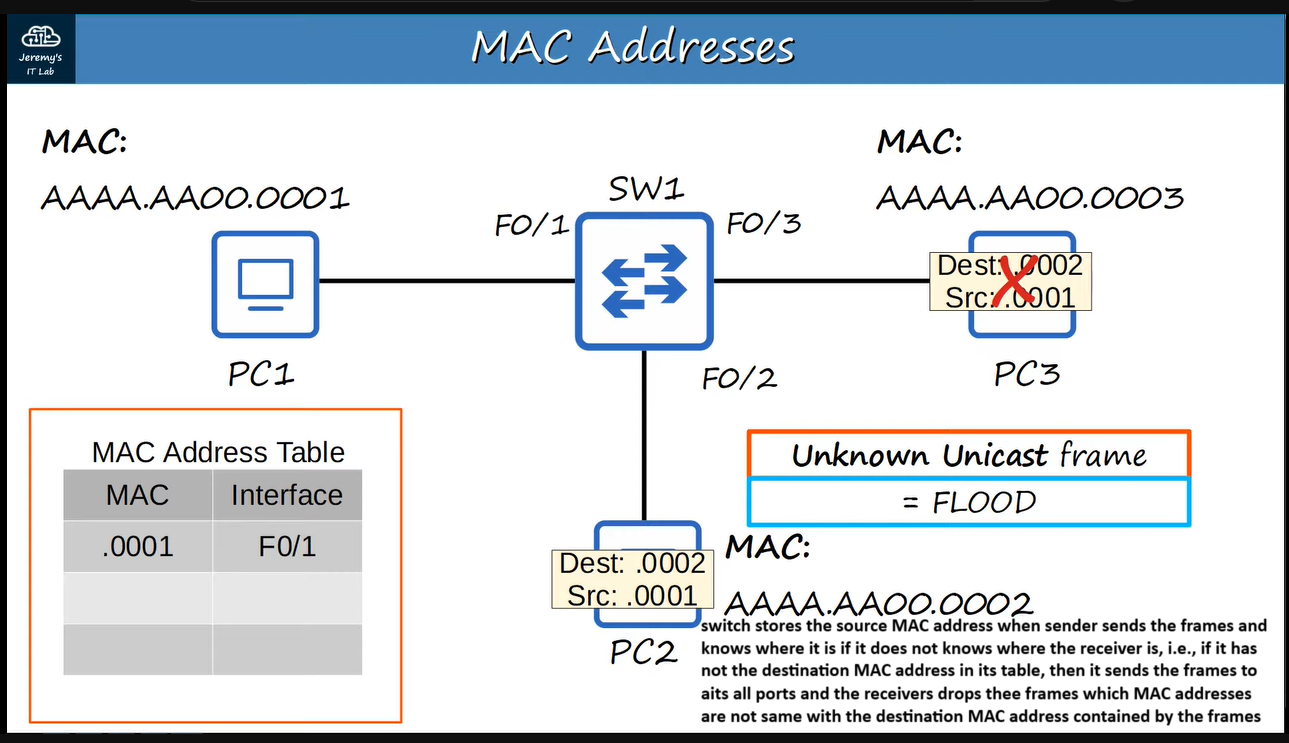 Jeremy's
IT Lab
MAC Addresses
MAC:
AAAA.AA00.0001
SW1
F0/1
F0/3
MAC:
AAAA.AA00.0003
Dest: .0002
Src: .0001
PC1
F0/2
PC3
MAC Address Table
MAC Interface
.0001 F0/1
Unknown Unicast frame
= FLOOD
Dest: .0002
Src: .0001
PC2
MAC:
AAAA.AA00.0002
switch stores the source MAC address when sender sends the frames and
knows where it is if it does not knows where the receiver is, i.e., if it has
not the destination MAC address in its table, then it sends the frames to
aits all ports and the receivers drops thee frames which MAC addresses
are not same with the destination MAC address contained by the frames